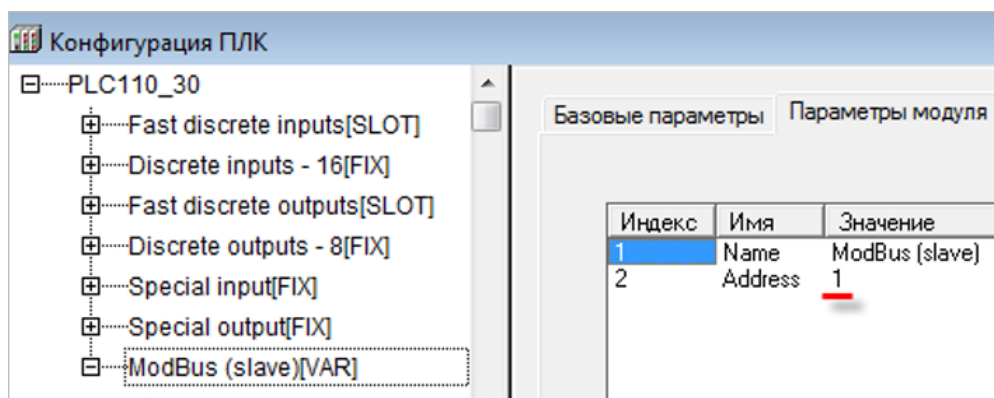 Конфигурация ПЛК
PLC110_30
Fast discrete inputs[SLOT]
Discrete inputs - 16[FIX]
Fast discrete outputs[SLOT]
Discrete outputs - 8[FIX]
Special input[FIX]
Special output[FIX]
ModBus (slave)[VAR]
Базовые параметры Параметры модуля
Индекс Имя Значение
1 Name ModBus (slave)
2 Address 1